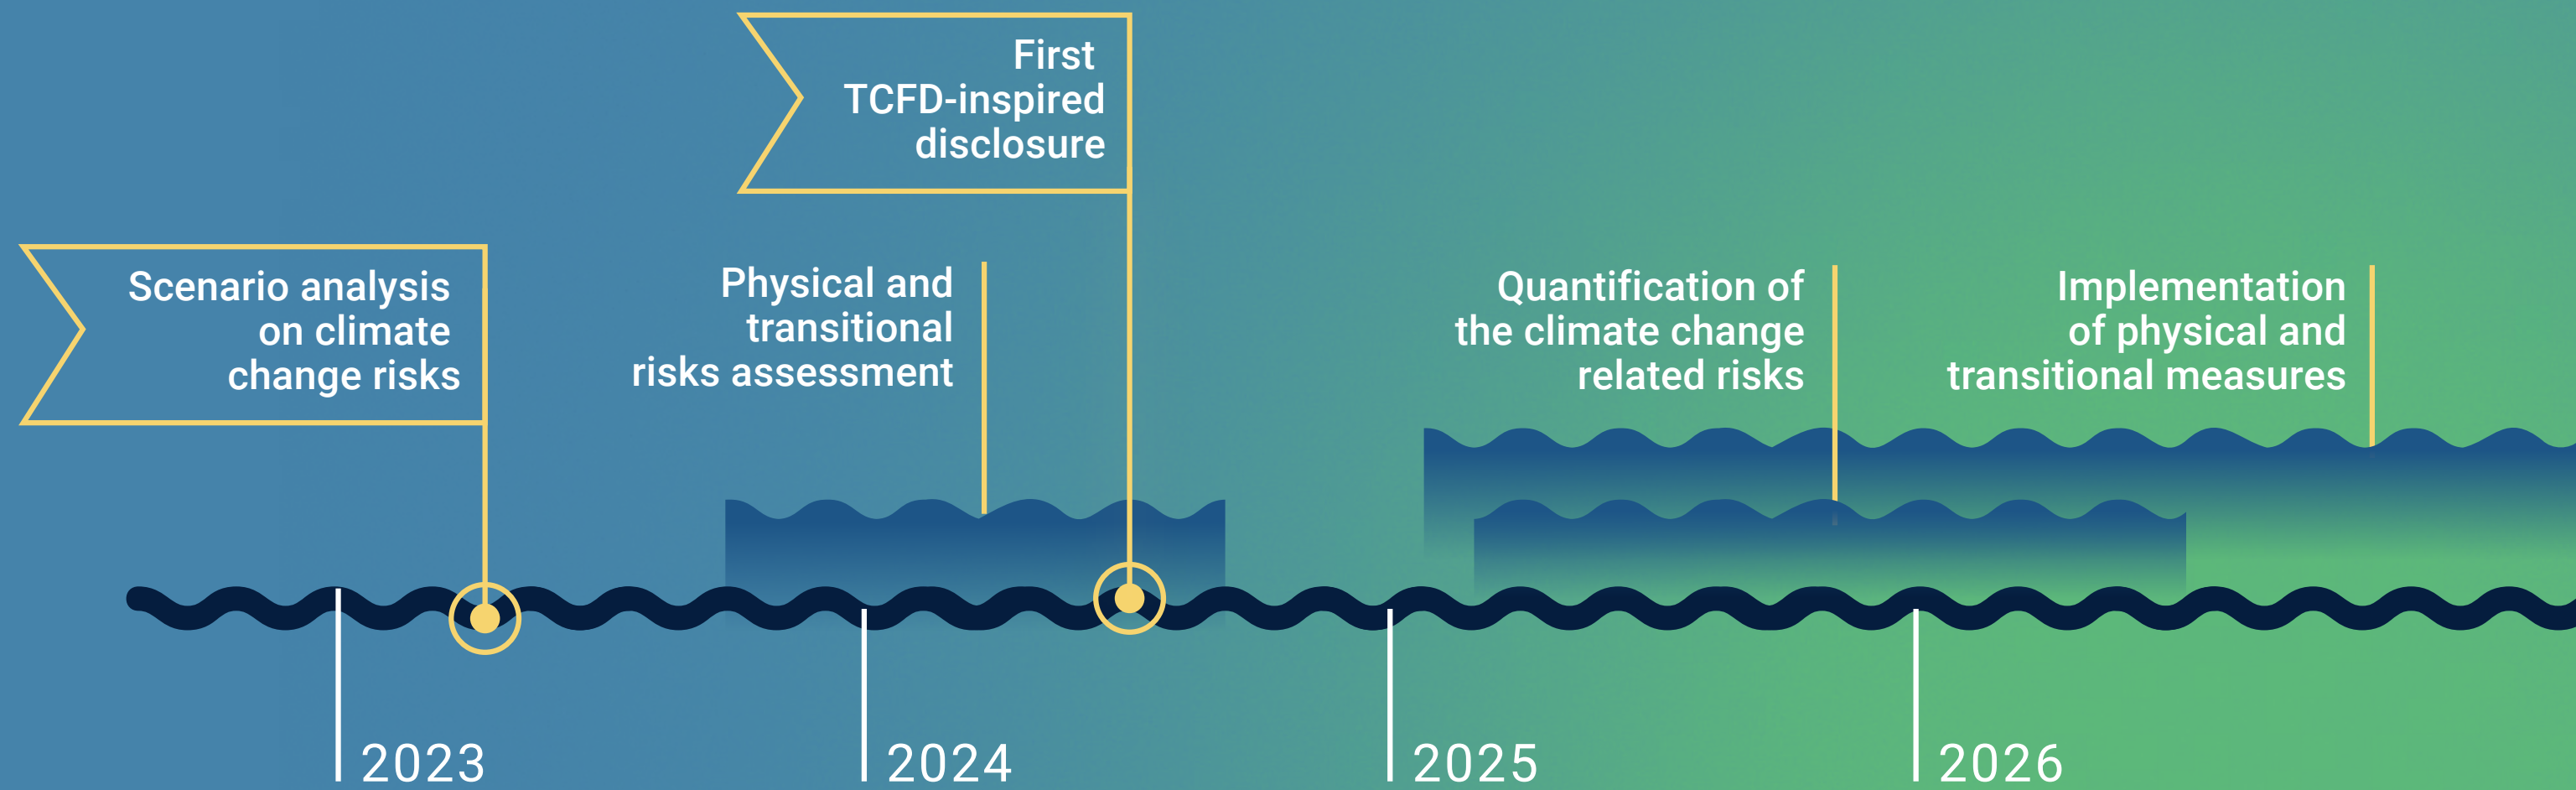 First
TCFD-inspired
disclosure
Scenario analysis
on climate
change risks
Physical and
transitional
risks assessment
Quantification of
the climate change
related risks
Implementation
of physical and
transitional measures
2023
2024
2025
2026